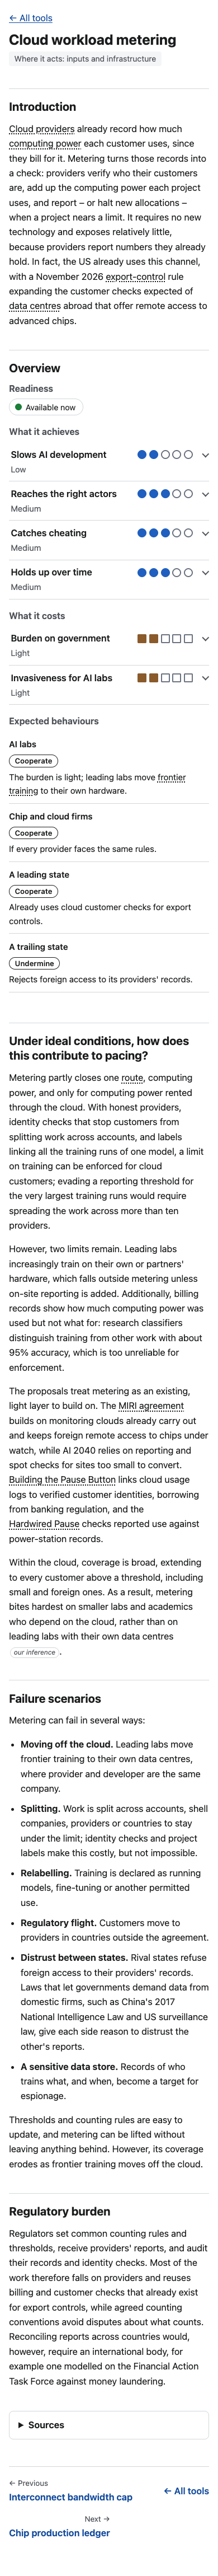 ← All tools
Cloud workload metering
Where it acts: inputs and infrastructure
Introduction
Cloud providers already record how much
computing power each customer uses, since
they bill for it. Metering turns those records into
a check: providers verify who their customers
are, add up the computing power each project
uses, and report – or halt new allocations –
when a project nears a limit. It requires no new
technology and exposes relatively little,
because providers report numbers they already
hold. In fact, the US already uses this channel,
with a November 2026 export-control rule
expanding the customer checks expected of
data centres abroad that offer remote access to
advanced chips.
Overview
Readiness
Available now
What it achieves
Slows AI development
Low
Reaches the right actors
Medium
Catches cheating
Medium
Holds up over time
Medium
What it costs
Burden on government
Light
Invasiveness for AI labs
Light
Expected behaviours
AI labs
Cooperate
The burden is light; leading labs move frontier
training to their own hardware.
Chip and cloud firms
Cooperate
If every provider faces the same rules.
A leading state
Cooperate
Already uses cloud customer checks for export
controls.
A trailing state
Undermine
Rejects foreign access to its providers' records.
Under ideal conditions, how does
this contribute to pacing?
Metering partly closes one route, computing
power, and only for computing power rented
through the cloud. With honest providers,
identity checks that stop customers from
splitting work across accounts, and labels
linking all the training runs of one model, a limit
on training can be enforced for cloud
customers; evading a reporting threshold for
the very largest training runs would require
spreading the work across more than ten
providers.
However, two limits remain. Leading labs
increasingly train on their own or partners'
hardware, which falls outside metering unless
on-site reporting is added. Additionally, billing
records show how much computing power was
used but not what for: research classifiers
distinguish training from other work with about
95% accuracy, which is too unreliable for
enforcement.
The proposals treat metering as an existing,
light layer to build on. The MIRI agreement
builds on monitoring clouds already carry out
and keeps foreign remote access to chips under
watch, while AI 2040 relies on reporting and
spot checks for sites too small to convert.
Building the Pause Button links cloud usage
logs to verified customer identities, borrowing
from banking regulation, and the
Hardwired Pause checks reported use against
power-station records.
Within the cloud, coverage is broad, extending
to every customer above a threshold, including
small and foreign ones. As a result, metering
bites hardest on smaller labs and academics
who depend on the cloud, rather than on
leading labs with their own data centres
our inference.
Failure scenarios
Metering can fail in several ways:
• Moving off the cloud. Leading labs move
frontier training to their own data centres,
where provider and developer are the same
company.
• Splitting. Work is split across accounts, shell
companies, providers or countries to stay
under the limit; identity checks and project
labels make this costly, but not impossible.
• Relabelling. Training is declared as running
models, fine-tuning or another permitted
use.
• Regulatory flight. Customers move to
providers in countries outside the agreement.
• Distrust between states. Rival states refuse
foreign access to their providers' records.
Laws that let governments demand data from
domestic firms, such as China's 2017
National Intelligence Law and US surveillance
law, give each side reason to distrust the
other's reports.
• A sensitive data store. Records of who
trains what, and when, become a target for
espionage.
Thresholds and counting rules are easy to
update, and metering can be lifted without
leaving anything behind. However, its coverage
erodes as frontier training moves off the cloud.
Regulatory burden
Regulators set common counting rules and
thresholds, receive providers' reports, and audit
their records and identity checks. Most of the
work therefore falls on providers and reuses
billing and customer checks that already exist
for export controls, while agreed counting
conventions avoid disputes about what counts.
Reconciling reports across countries would,
however, require an international body, for
example one modelled on the Financial Action
Task Force against money laundering.
▶ Sources
← Previous
Interconnect bandwidth cap
← All tools
Next →
Chip production ledger